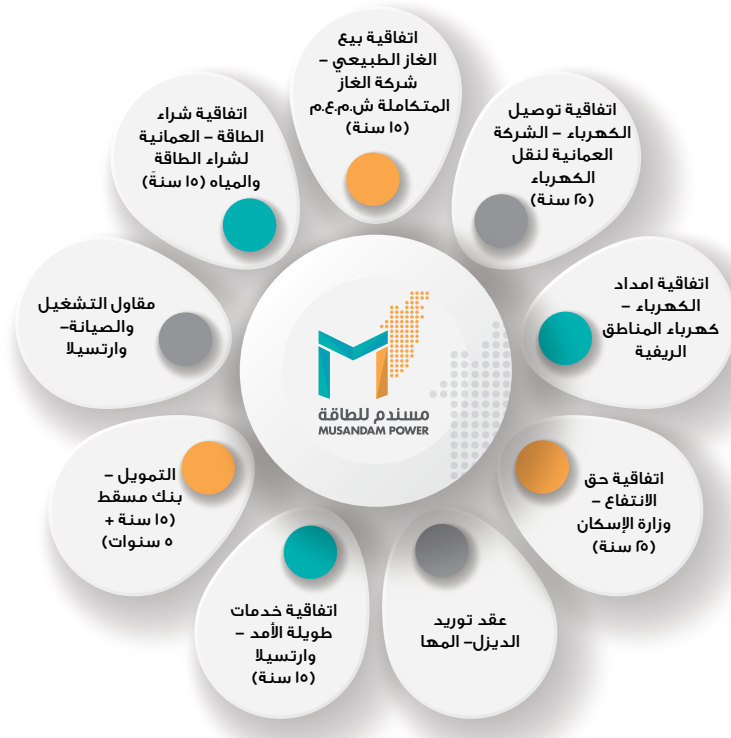 اتفاقية بيع
الغاز الطبيعي –
شركة الغاز
المتكاملة ش.م.ع.م
(١٥ سنة)
اتفاقية توصيل
الكهرباء – الشركة
العمانية لنقل
الكهرباء
(٢٥ سنة)
اتفاقية امداد
الكهرباء –
كهرباء المناطق
الريفية
اتفاقية حق
الانتفاع –
وزارة الإسكان
(٢٥ سنة)
عقد توريد
الديزل– المها
اتفاقية خدمات
طويلة الأمد –
وارتسيلا
(١٥ سنة)
التمويل –
بنك مسقط
(١٥ سنة +
٥ سنوات)
مقاول التشغيل
والصيانة–
وارتسيلا
اتفاقية شراء
الطاقة – العمانية
لشراء الطاقة
والمياه (١٥ سنةً)
مسندم للطاقة
MUSANDAM POWER